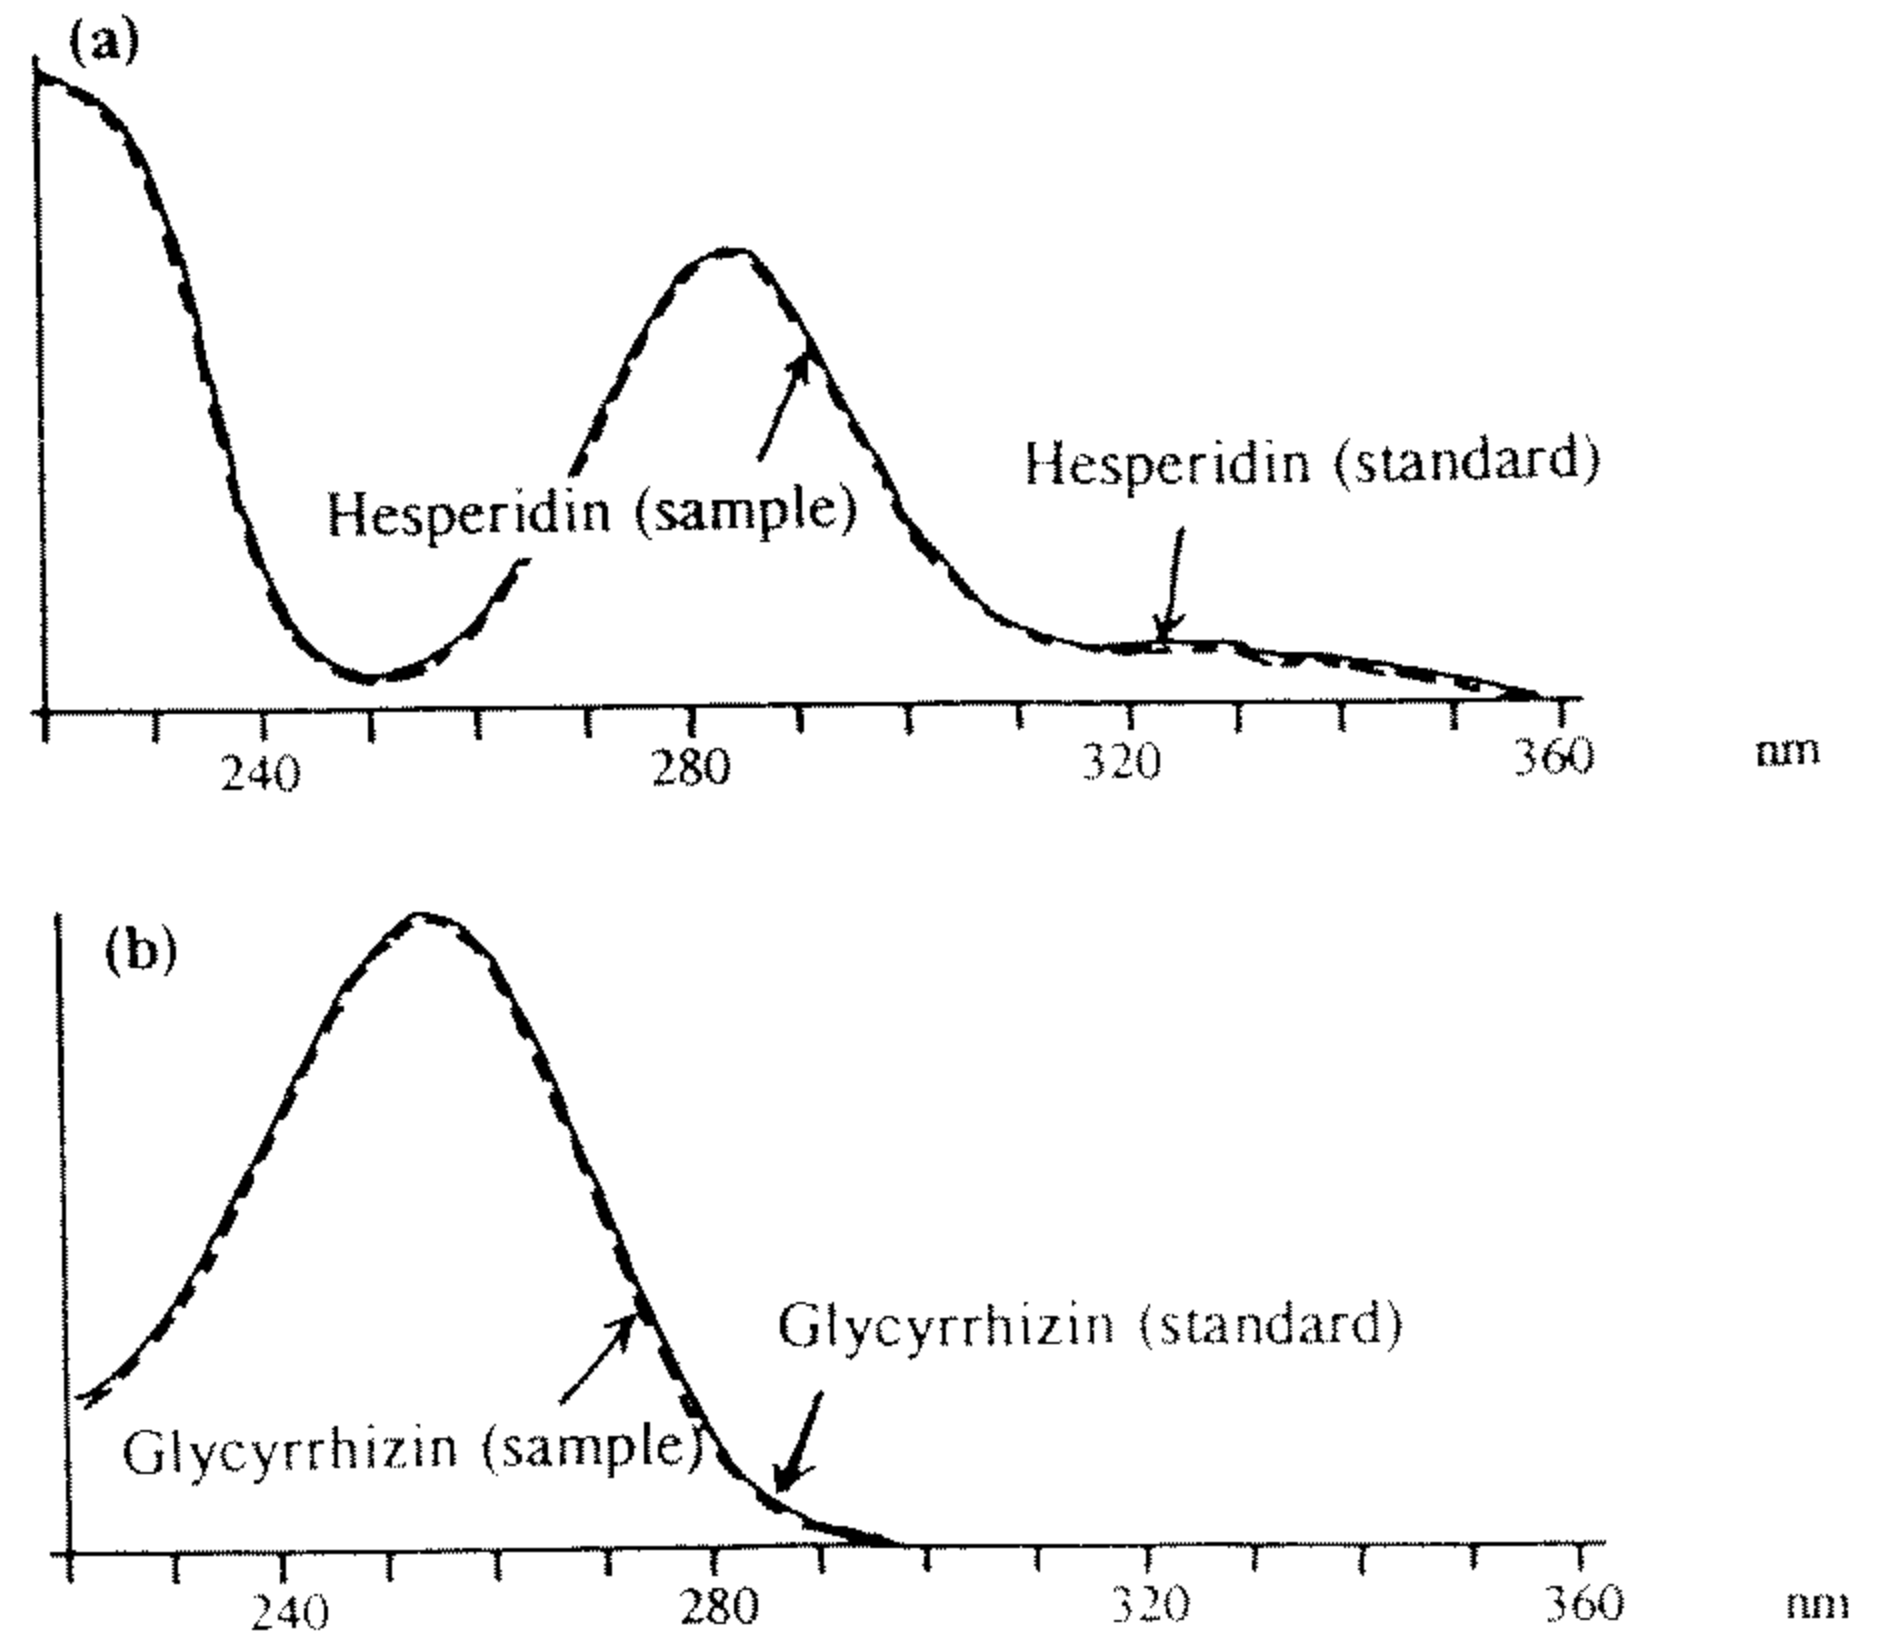 (a)
Hesperidin (sample)
Hesperidin (standard)
240 280 320 360 nm
(b)
Glycyrrhizin (sample)
Glycyrrhizin (standard)
240 280 320 360 nm